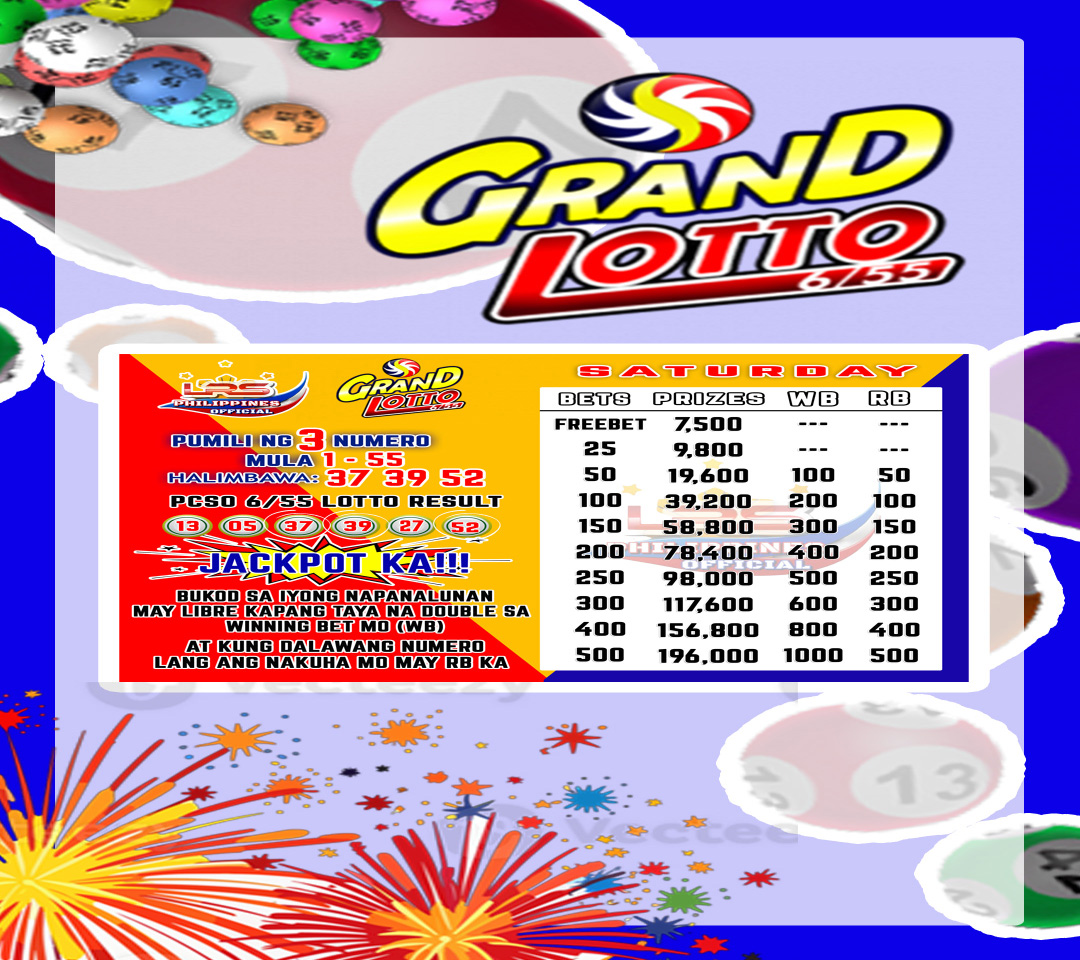 GRAND
LOTTO
6/55
LRS
PHILIPPINES
OFFICIAL
GRAND
LOTTO
6/55
PUMILI NG 3 NUMERO
MULA 1 - 55
HALIMBAWA: 37 39 52
PCSO 6/55 LOTTO RESULT
13 05 37 39 27 52
JACKPOT KA!!!
BUKOD SA IYONG NAPANALUNAN
MAY LIBRE KAPANG TAYA NA DOUBLE SA
WINNING BET MO (WB)
AT KUNG DALAWANG NUMERO
LANG ANG NAKUHA MO MAY RB KA
SATURDAY
BETS PRIZES WB RB
FREEBET 7,500 --- ---
25 9,800 --- ---
50 19,600 100 50
100 39,200 200 100
150 58,800 300 150
200 78,400 400 200
250 98,000 500 250
300 117,600 600 300
400 156,800 800 400
500 196,000 1000 500
LRS
PHILIPPINES
OFFICIAL
Vecteezy
13